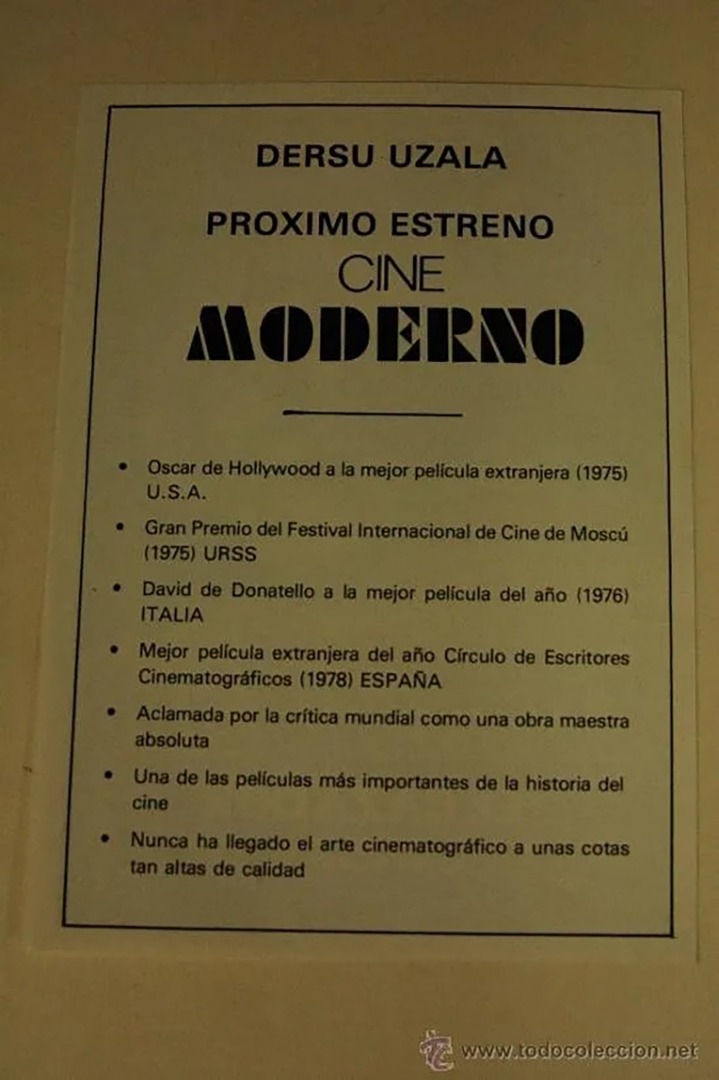 DERSU UZALA
PROXIMO ESTRENO
CINE
MODERNO
• Oscar de Hollywood a la mejor película extranjera (1975)
U.S.A.
• Gran Premio del Festival Internacional de Cine de Moscú
(1975) URSS
• David de Donatello a la mejor película del año (1976)
ITALIA
• Mejor película extranjera del año Círculo de Escritores
Cinematográficos (1978) ESPAÑA
• Aclamada por la crítica mundial como una obra maestra
absoluta
• Una de las películas más importantes de la historia del
cine
• Nunca ha llegado el arte cinematográfico a unas cotas
tan altas de calidad
www.todocoleccion.net